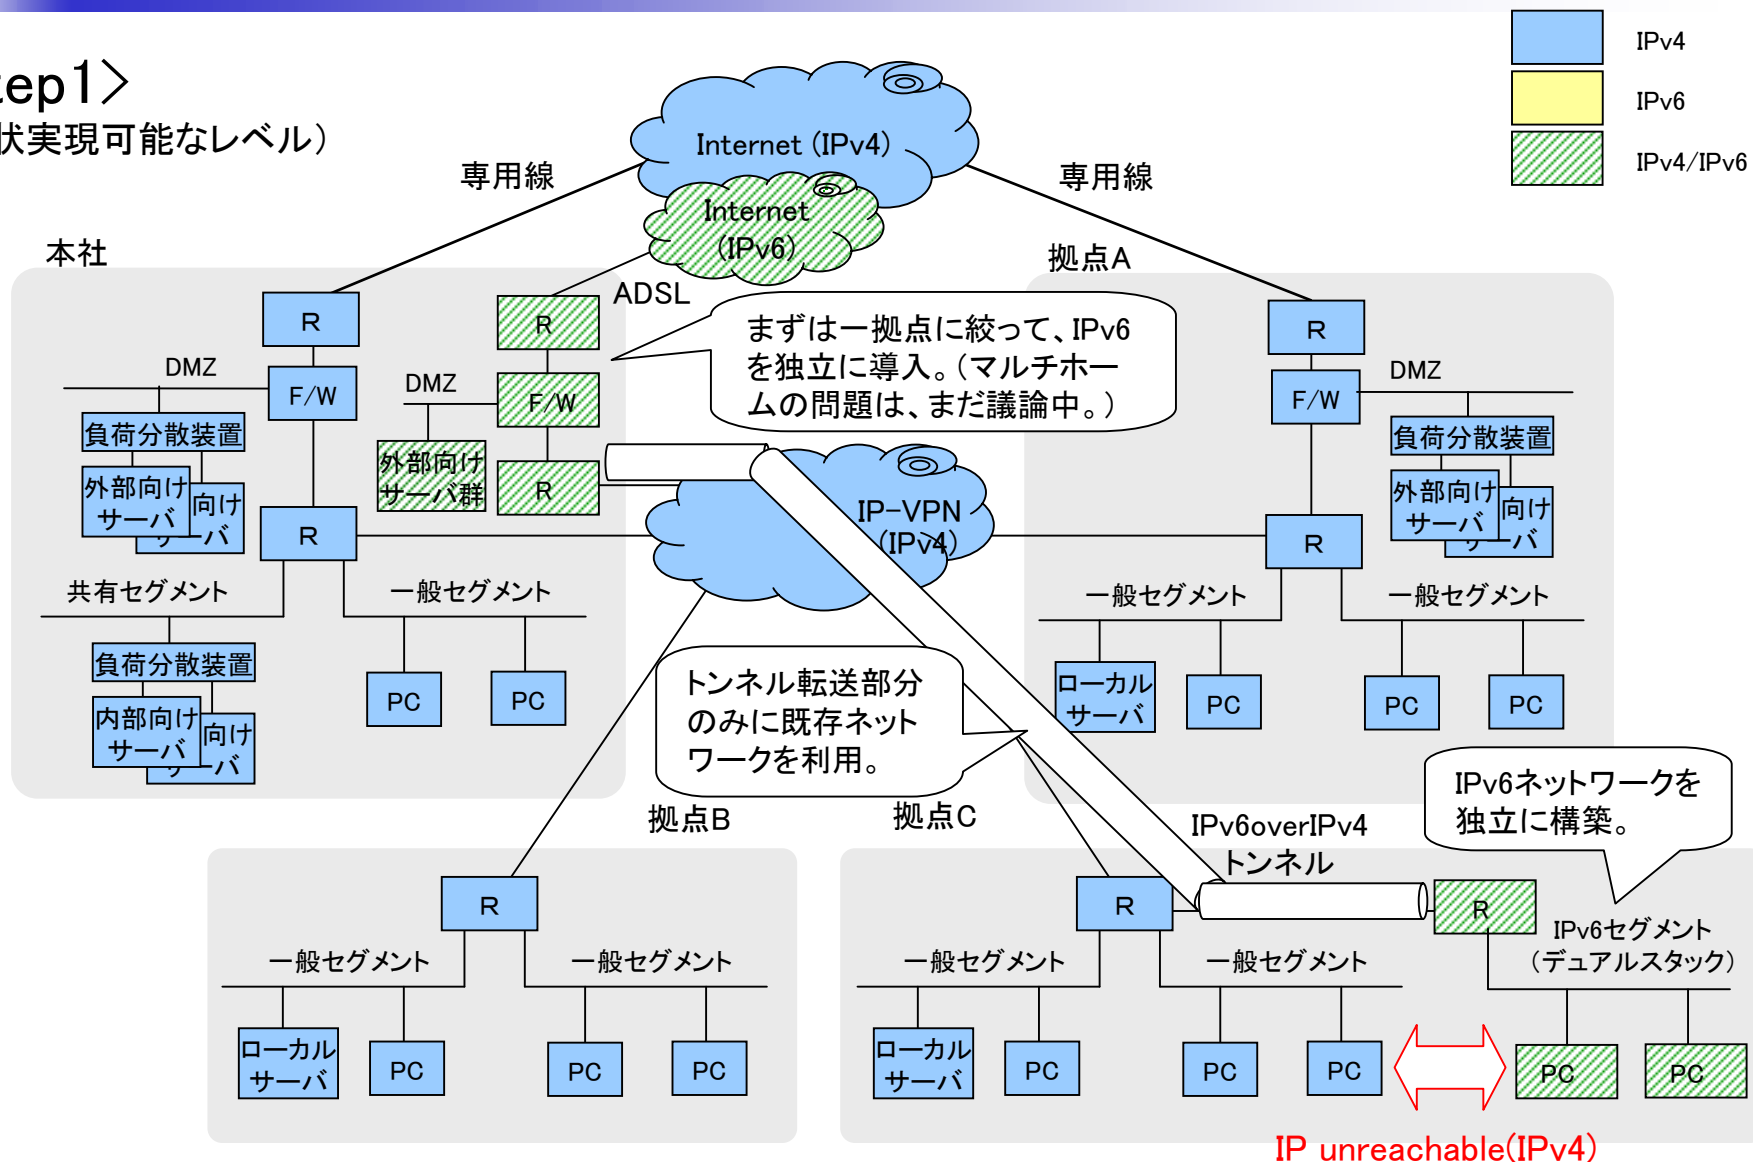 tep1>
状実現可能なレベル)
IPv4
IPv6
IPv4/IPv6
Internet (IPv4)
Internet
(IPv6)
専用線
専用線
本社
拠点A
ADSL
R
R
R
まずは一拠点に絞って、IPv6
を独立に導入。(マルチホー
ムの問題は、まだ議論中。)
DMZ
F/W
DMZ
F/W
F/W
DMZ
負荷分散装置
外部向け
サーバ
向け
サーバ
外部向け
サーバ群
R
R
IP-VPN
(IPv4)
負荷分散装置
外部向け
サーバ
向け
サーバ
R
共有セグメント
一般セグメント
一般セグメント
一般セグメント
負荷分散装置
内部向け
サーバ
向け
サーバ
PC
PC
トンネル転送部分
のみに既存ネット
ワークを利用。
ローカル
サーバ
PC
PC
PC
IPv6ネットワークを
独立に構築。
拠点B
拠点C
IPv6overIPv4
トンネル
R
R
R
IPv6セグメント
(デュアルスタック)
一般セグメント
一般セグメント
一般セグメント
一般セグメント
ローカル
サーバ
PC
PC
PC
ローカル
サーバ
PC
PC
PC
PC
PC
IP unreachable(IPv4)